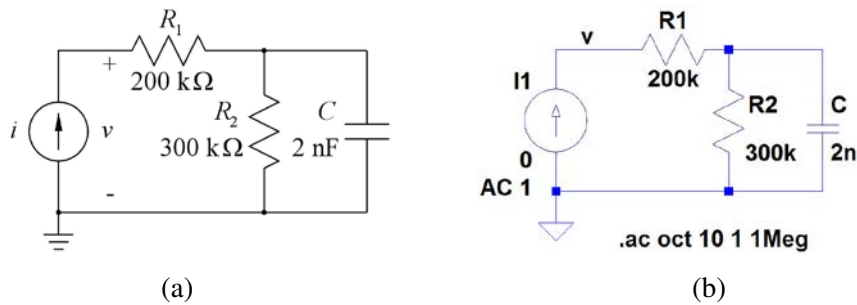 R₁
+
200 kΩ
R₂
C
i
v
300 kΩ
2 nF
-
(a)
R1
v
200k
I1
R2
C
0
300k
2n
AC 1
.ac oct 10 1 1Meg
(b)